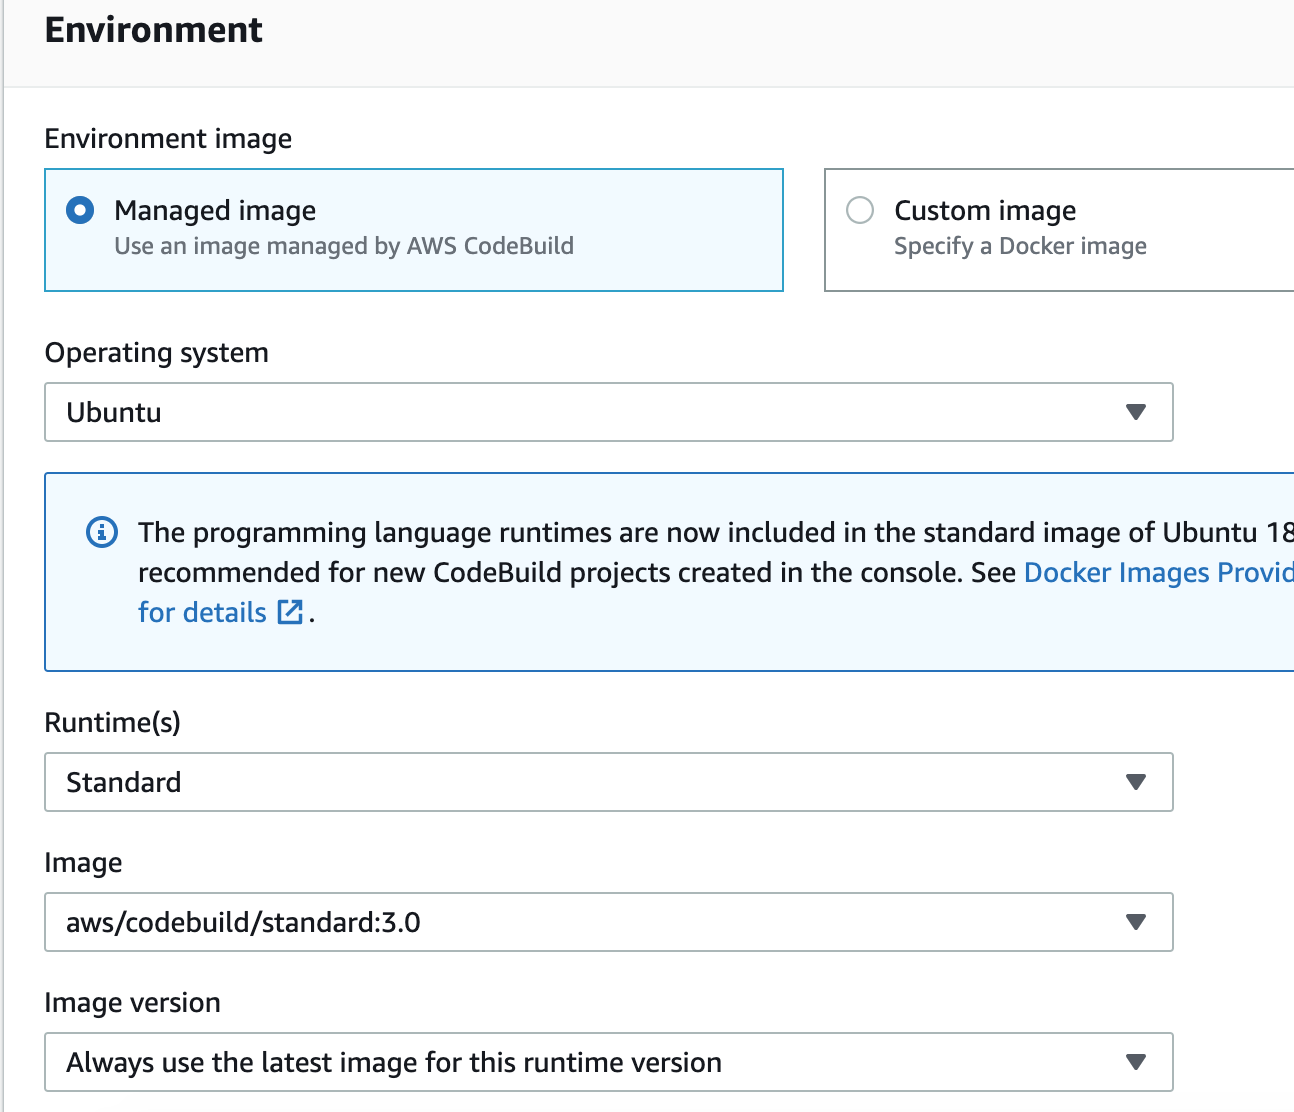 Environment
Environment image
Managed image
Use an image managed by AWS CodeBuild
Custom image
Specify a Docker image
Operating system
Ubuntu
The programming language runtimes are now included in the standard image of Ubuntu 18
recommended for new CodeBuild projects created in the console. See Docker Images
for details .
Runtime(s)
Standard
Image
aws/codebuild/standard:3.0
Image version
Always use the latest image for this runtime version